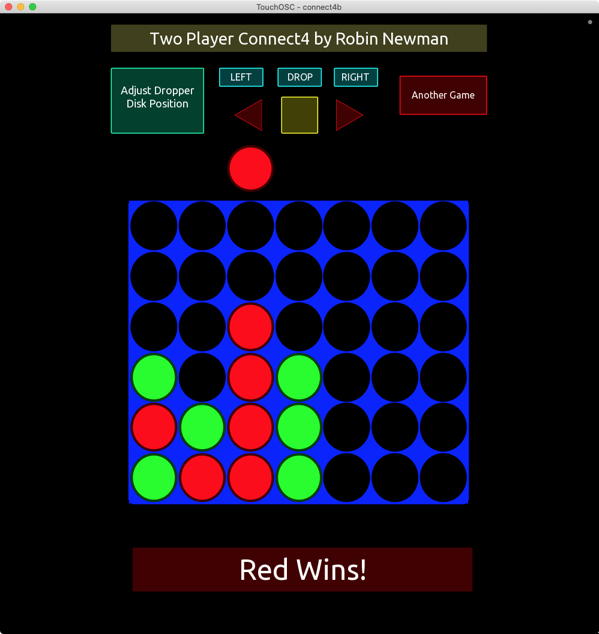 TouchOSC - connect4b
Two Player Connect4 by Robin Newman
Adjust Dropper
Disk Position
LEFT
DROP
RIGHT
Another Game
Red Wins!